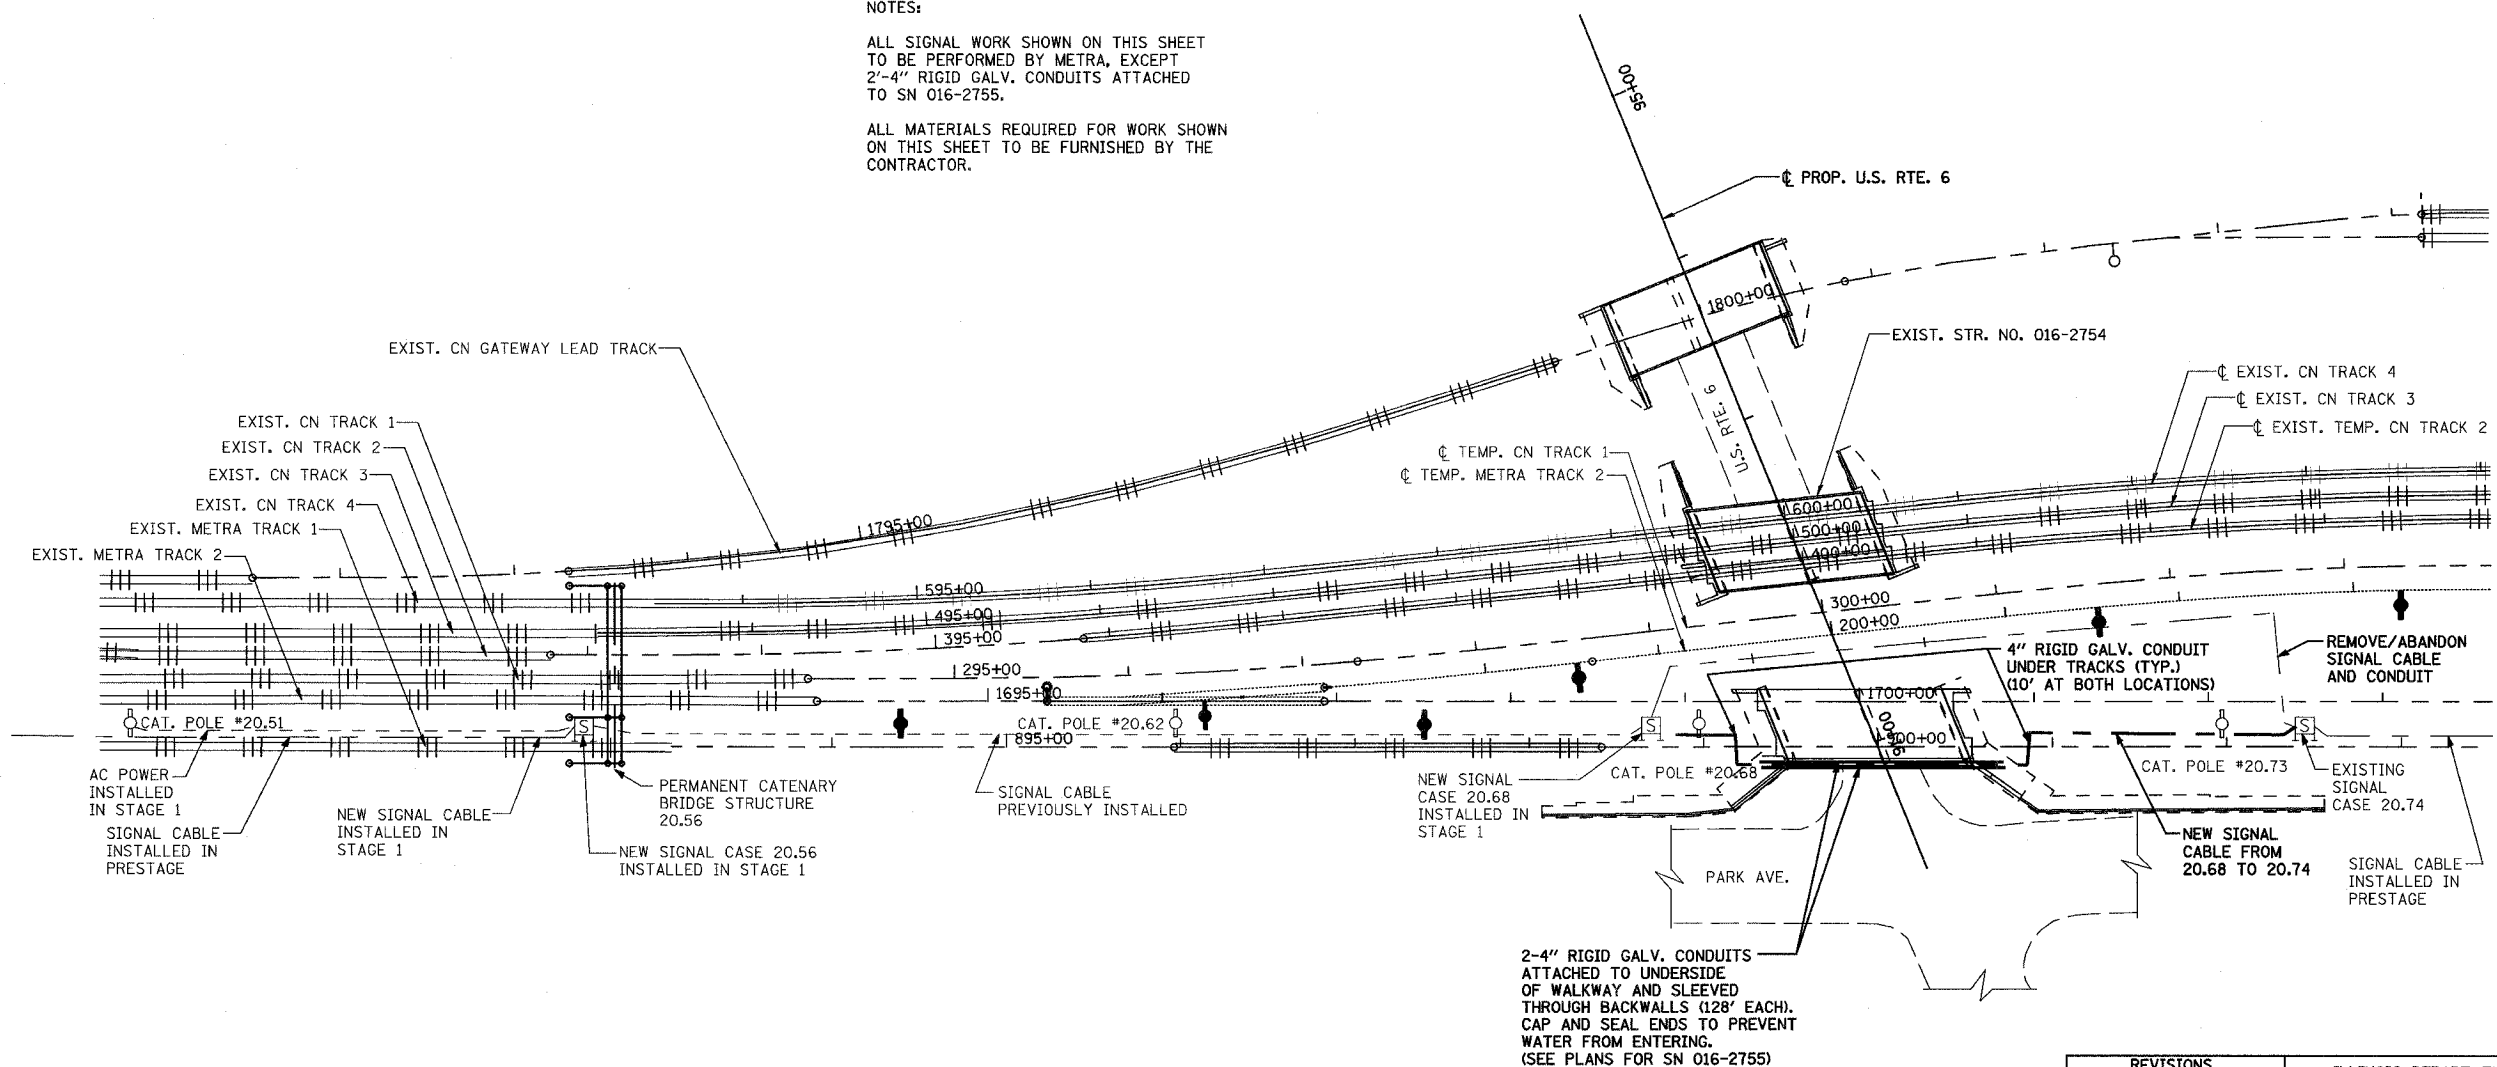 NOTES:
ALL SIGNAL WORK SHOWN ON THIS SHEET
TO BE PERFORMED BY METRA, EXCEPT
2'-4" RIGID GALV. CONDUITS ATTACHED
TO SN 016-2755.
ALL MATERIALS REQUIRED FOR WORK SHOWN
ON THIS SHEET TO BE FURNISHED BY THE
CONTRACTOR.
95+00
℄ PROP. U.S. RTE. 6
1800+00
EXIST. STR. NO. 016-2754
EXIST. CN GATEWAY LEAD TRACK
℄ EXIST. CN TRACK 4
℄ EXIST. CN TRACK 3
℄ EXIST. TEMP. CN TRACK 2
U.S. RTE. 6
EXIST. CN TRACK 1
EXIST. CN TRACK 2
EXIST. CN TRACK 3
EXIST. CN TRACK 4
EXIST. METRA TRACK 1
EXIST. METRA TRACK 2
℄ TEMP. CN TRACK 1
℄ TEMP. METRA TRACK 2
1795+00
600+00
500+00
400+00
595+00
495+00
395+00
300+00
200+00
295+00
1695+00
1700+00
4" RIGID GALV. CONDUIT
UNDER TRACKS (TYP.)
(10' AT BOTH LOCATIONS)
REMOVE/ABANDON
SIGNAL CABLE
AND CONDUIT
CAT. POLE #20.51
S
CAT. POLE #20.62
895+00
S
900+00
S
CAT. POLE #20.68
CAT. POLE #20.73
AC POWER
INSTALLED
IN STAGE 1
SIGNAL CABLE
INSTALLED IN
PRESTAGE
NEW SIGNAL CABLE
INSTALLED IN
STAGE 1
PERMANENT CATENARY
BRIDGE STRUCTURE
20.56
NEW SIGNAL CASE 20.56
INSTALLED IN STAGE 1
SIGNAL CABLE
PREVIOUSLY INSTALLED
NEW SIGNAL
CASE 20.68
INSTALLED IN
STAGE 1
EXISTING
SIGNAL
CASE 20.74
NEW SIGNAL
CABLE FROM
20.68 TO 20.74
SIGNAL CABLE
INSTALLED IN
PRESTAGE
PARK AVE.
2-4" RIGID GALV. CONDUITS
ATTACHED TO UNDERSIDE
OF WALKWAY AND SLEEVED
THROUGH BACKWALLS (128' EACH).
CAP AND SEAL ENDS TO PREVENT
WATER FROM ENTERING.
(SEE PLANS FOR SN 016-2755)
REVISIONS